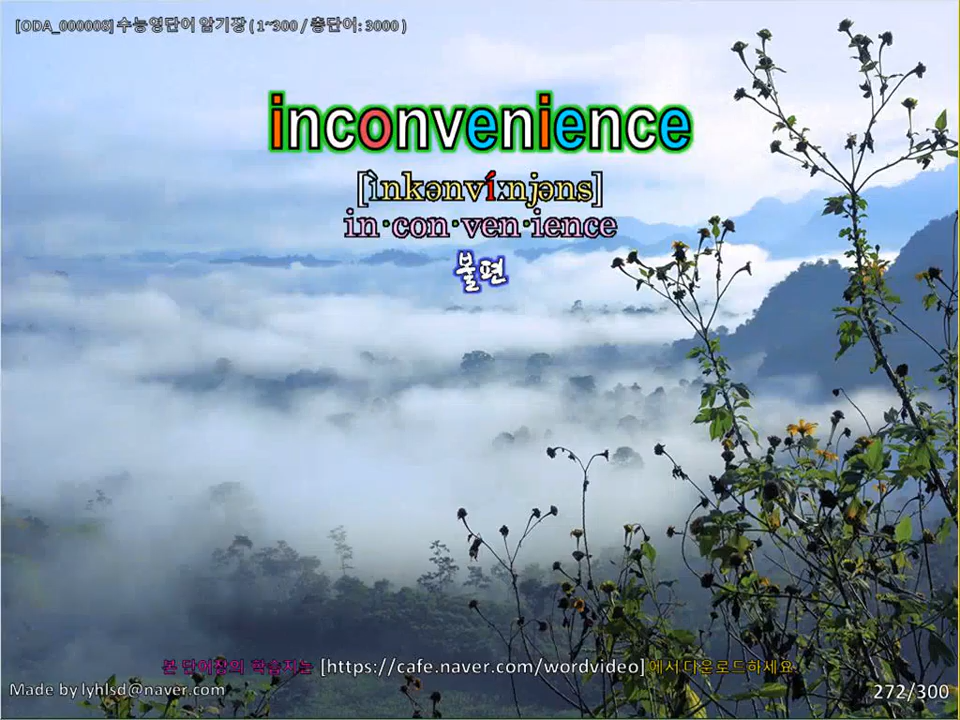 [ODA_000008] 수능영단어 암기장 ( 1~300 / 총단어: 3000 )
inconvenience
[ìnkənvíːnjəns]
in·con·ven·ience
불편
본 단어장의 학습지는 [https://cafe.naver.com/wordvideo]에서 다운로드하세요.
Made by lyhlsd@naver.com
272/300